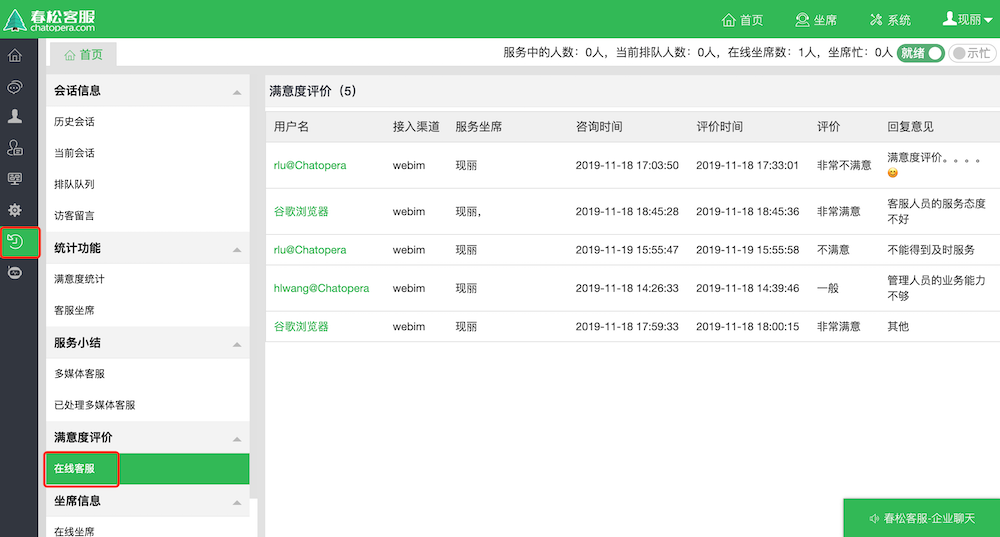 春松客服
chatopera.com
首页 坐席 系统 现丽
首页
服务中的人数：0人，当前排队人数：0人，在线坐席数：1人，坐席忙：0人 就绪 示忙
会话信息
历史会话
当前会话
排队队列
访客留言
统计功能
满意度统计
客服坐席
服务小结
多媒体客服
已处理多媒体客服
满意度评价
在线客服
坐席信息
在线坐席
满意度评价（5）
用户名 接入渠道 服务坐席 咨询时间 评价时间 评价 回复意见
rlu@Chatopera webim 现丽 2019-11-18 17:03:50 2019-11-18 17:33:01 非常不满意 满意度评价。。。。
😊
谷歌浏览器 webim 现丽， 2019-11-18 18:45:28 2019-11-18 18:45:36 非常满意 客服人员的服务态度
不好
rlu@Chatopera webim 现丽 2019-11-19 15:55:47 2019-11-19 15:55:58 不满意 不能得到及时服务
hlwang@Chatopera webim 现丽 2019-11-18 14:26:33 2019-11-18 14:39:46 一般 管理人员的业务能力
不够
谷歌浏览器 webim 现丽 2019-11-18 17:59:33 2019-11-18 18:00:15 非常满意 其他
春松客服-企业聊天